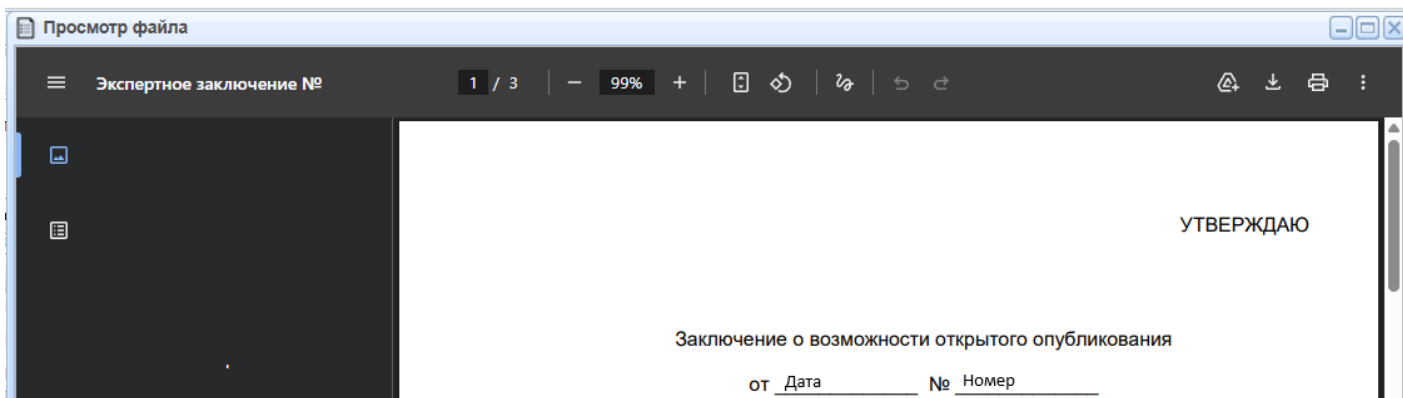 Просмотр файла
Экспертное заключение № 1 / 3 99%
УТВЕРЖДАЮ
Заключение о возможности открытого опубликования
от Дата № Номер